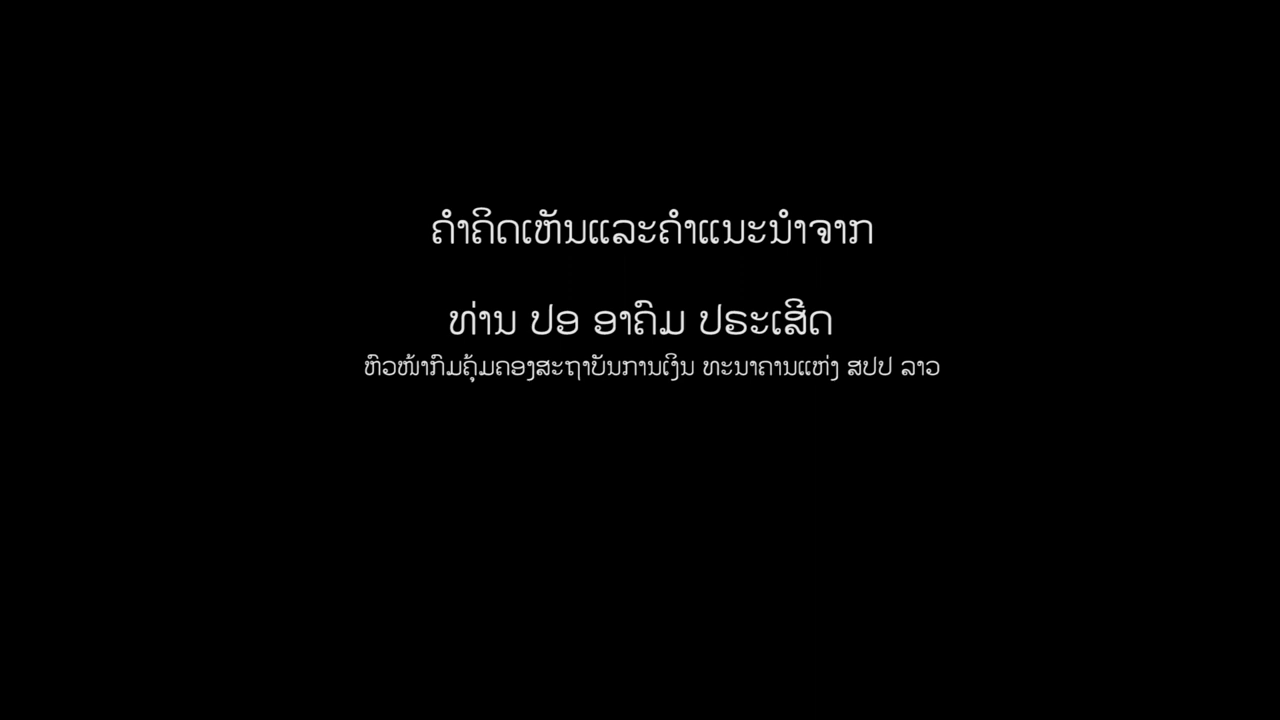 ຄຳຄິດເຫັນແລະຄຳແນະນຳຈາກ
ທ່ານ ປອ ອາຄົມ ປຣະເສີດ
ຫົວໜ້າກົມຄຸ້ມຄອງສະຖາບັນການເງິນ ທະນາຄານແຫ່ງ ສປປ ລາວ